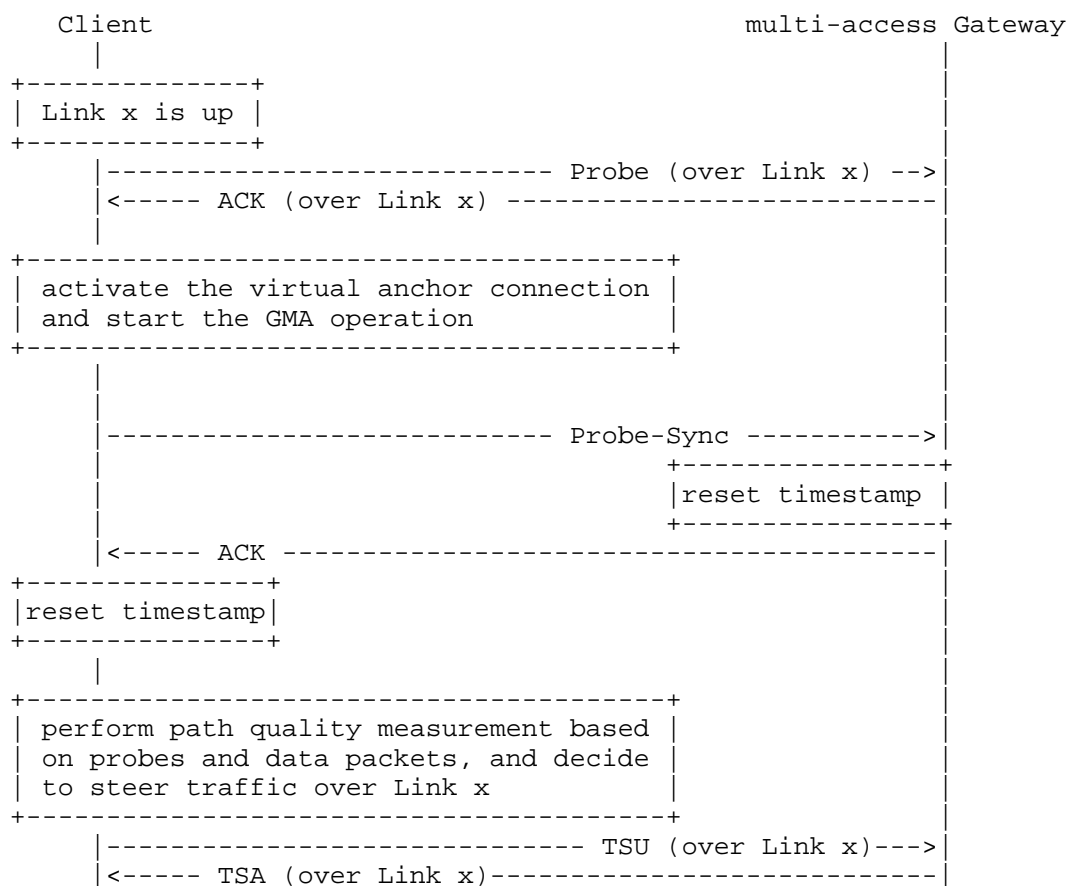 Client multi-access Gateway
Link x is up
Probe (over Link x)
ACK (over Link x)
activate the virtual anchor connection
and start the GMA operation
Probe-Sync
reset timestamp
ACK
reset timestamp
perform path quality measurement based
on probes and data packets, and decide
to steer traffic over Link x
TSU (over Link x)
TSA (over Link x)